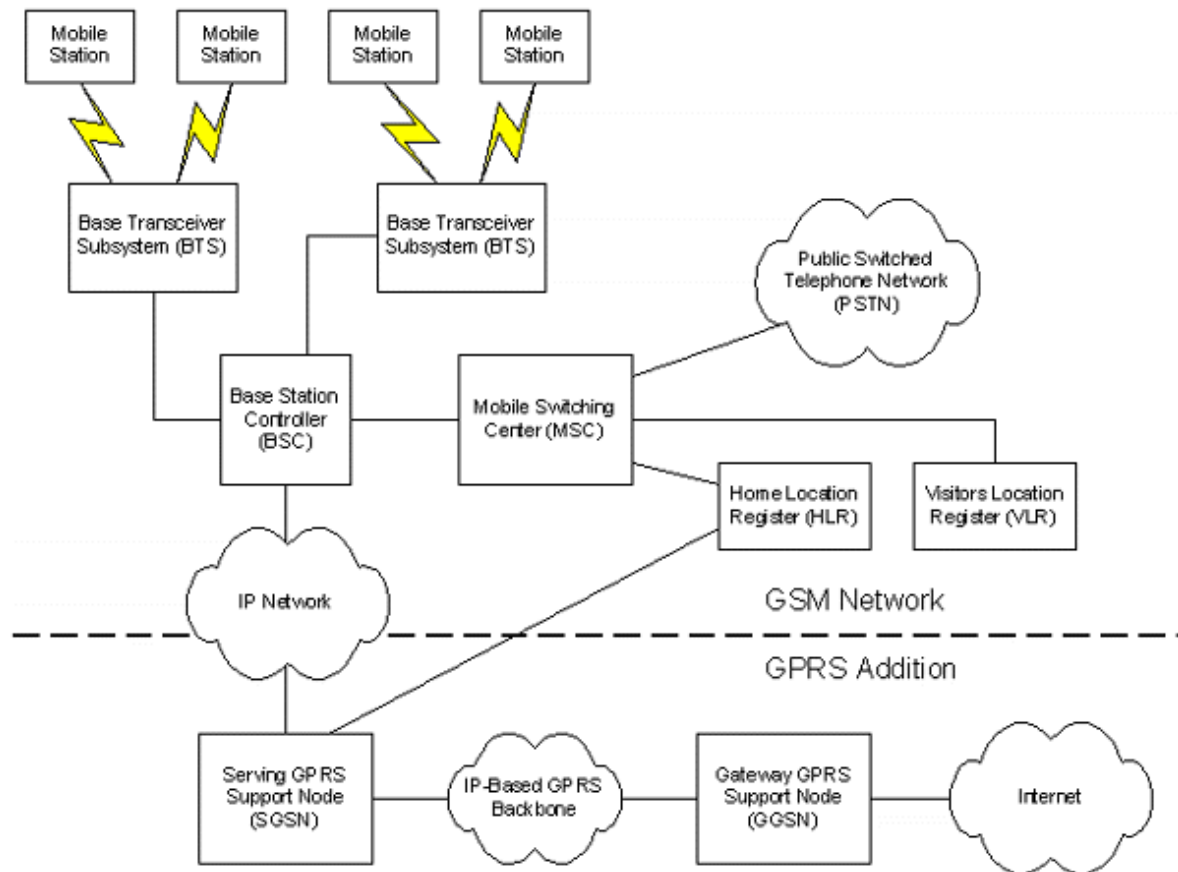 Mobile
Station
Mobile
Station
Mobile
Station
Mobile
Station
Base Transceiver
Subsystem (BTS)
Base Transceiver
Subsystem (BTS)
Public Switched
Telephone Network
(PSTN)
Base Station
Controller
(BSC)
Mobile Switching
Center (MSC)
Home Location
Register (HLR)
Visitors Location
Register (VLR)
IP Network
GSM Network
GPRS Addition
Serving GPRS
Support Node
(SGSN)
IP-Based GPRS
Backbone
Gateway GPRS
Support Node
(GGSN)
Internet